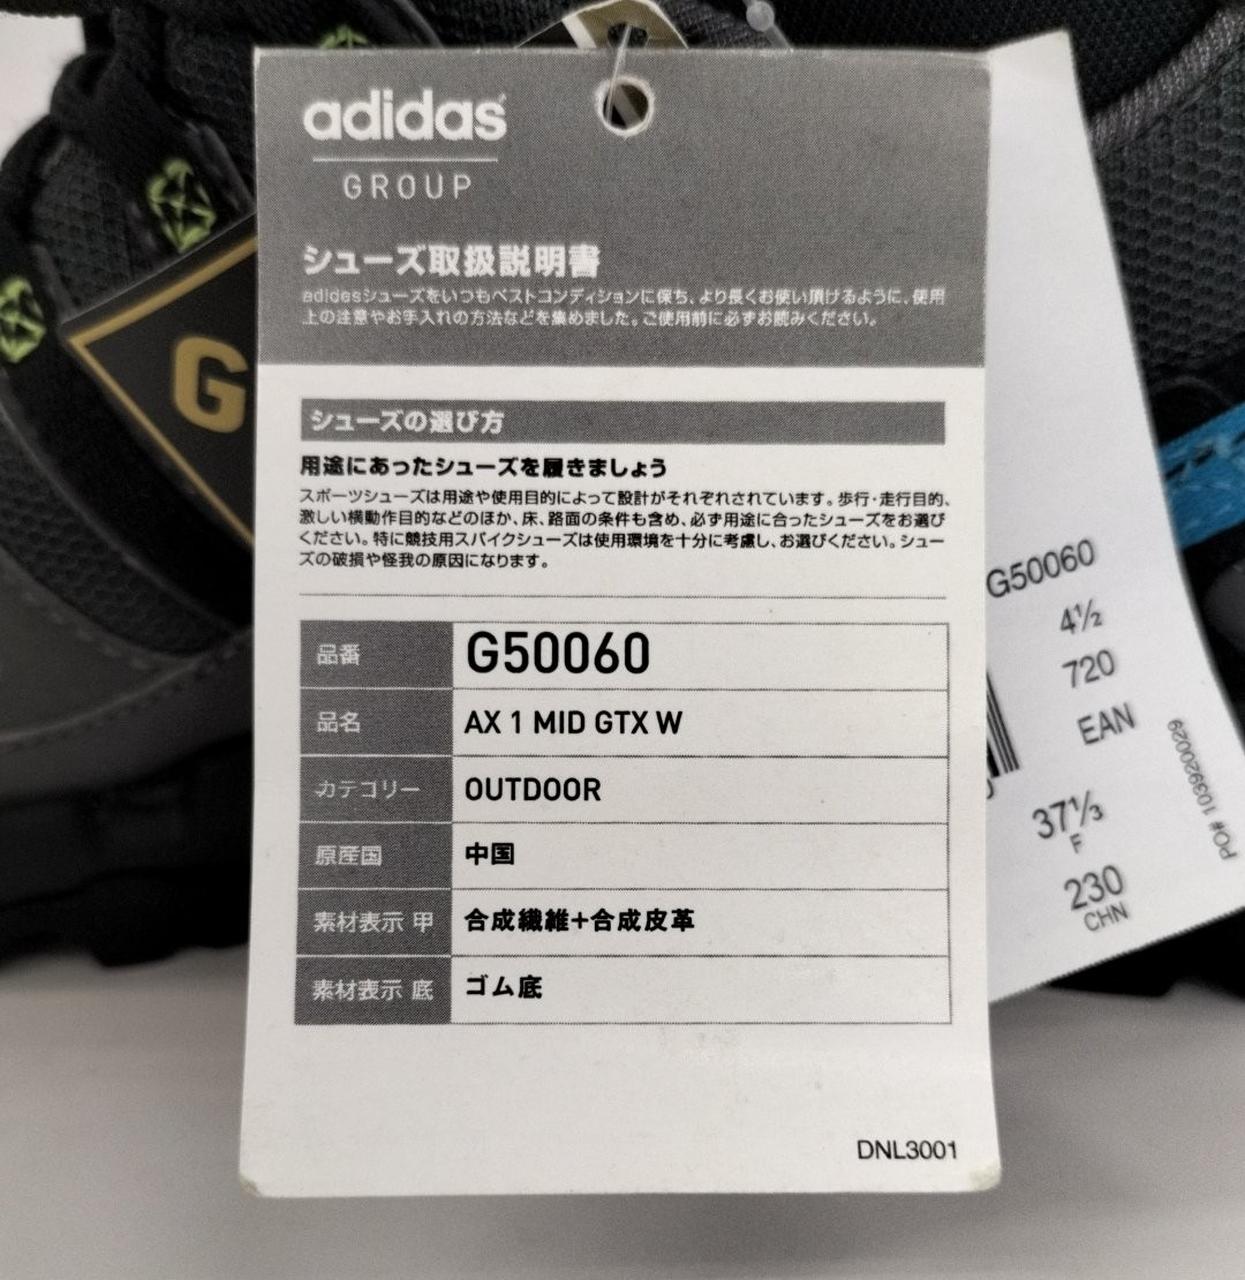 adidas
GROUP
シューズ取扱説明書
adidasシューズをいつもベストコンディションに保ち、より長くお使い頂けるように、使用
上の注意やお手入れの方法などを集めました。ご使用前に必ずお読みください。
シューズの選び方
用途にあったシューズを履きましょう
スポーツシューズは用途や使用目的によって設計がそれぞれされています。歩行・走行目的、
激しい横動作目的などのほか、床、路面の条件も含め、必ず用途に合ったシューズをお選び
ください。特に競技用スパイクシューズは使用環境を十分に考慮し、お選びください。シュー
ズの破損や怪我の原因になります。
品番 G50060
品名 AX 1 MID GTX W
カテゴリー OUTDOOR
原産国 中国
素材表示 甲 合成繊維+合成皮革
素材表示 底 ゴム底
DNL3001
G
G50060
4½
720
EAN
37⅓
F
230
CHN
PO# 103920029